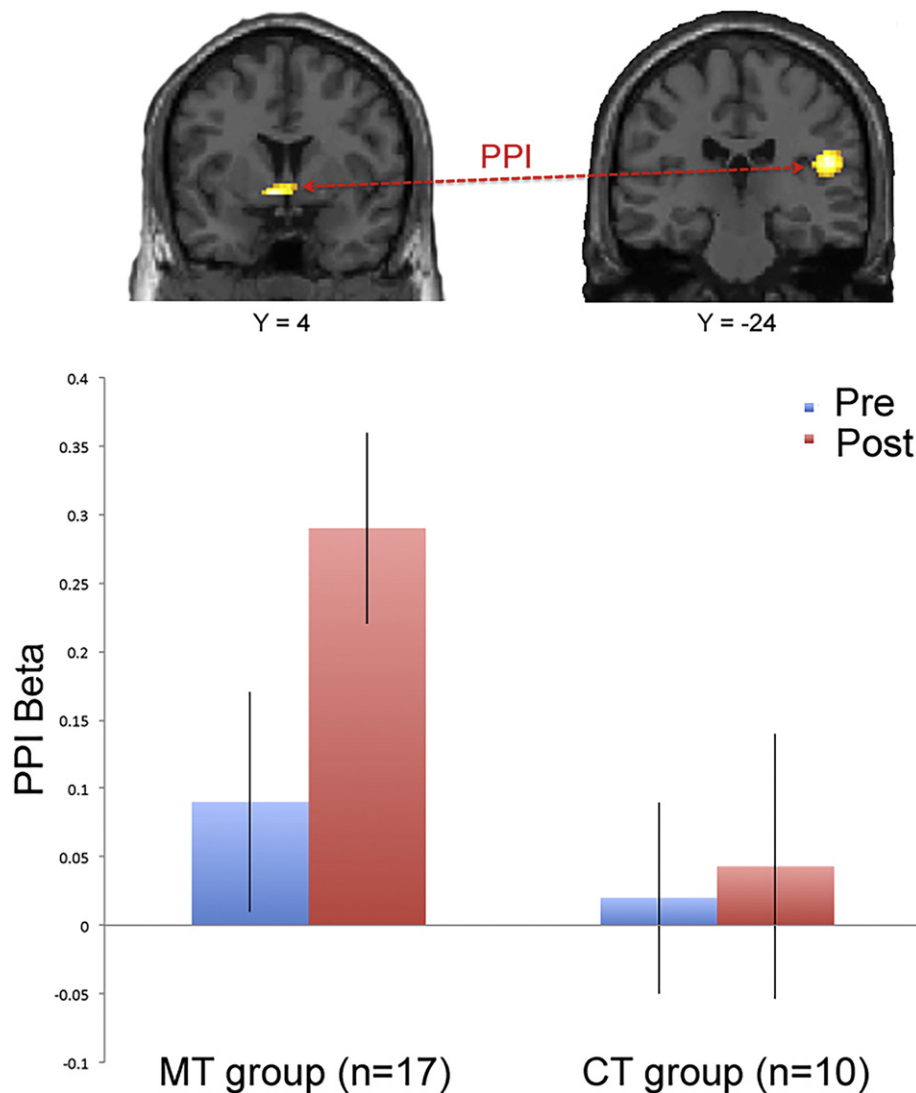 PPI
Y = 4
Y = -24
0.4
0.35
0.3
0.25
0.2
0.15
0.1
0.05
0
-0.05
-0.1
PPI Beta
Pre
Post
MT group (n=17)
CT group (n=10)